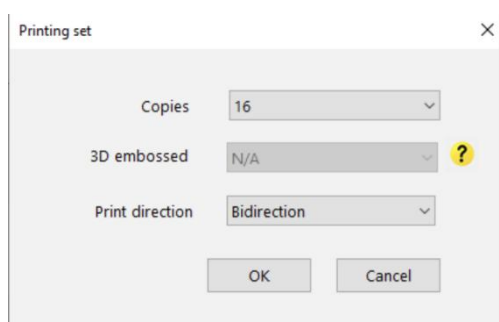 Printing set
Copies 16
3D embossed N/A ?
Print direction Bidirection
OK Cancel